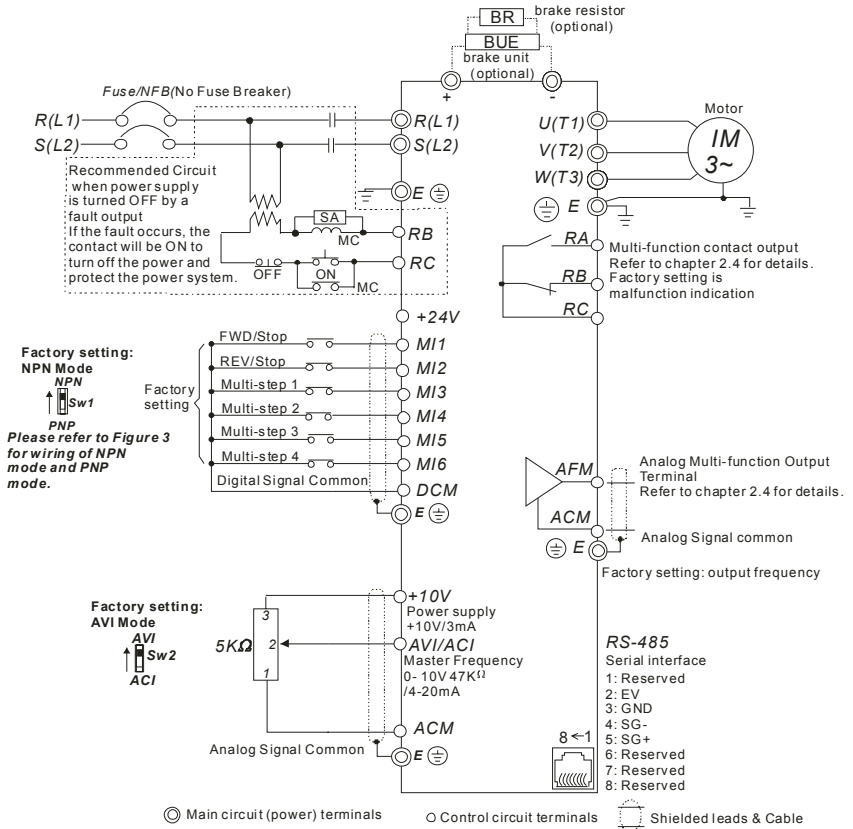 BR
brake resistor
(optional)
BUE
brake unit
(optional)
+
-
Fuse/NFB(No Fuse Breaker)
R(L1)
S(L2)
R(L1)
S(L2)
E
Recommended Circuit
when power supply
is turned OFF by a
fault output
If the fault occurs, the
contact will be ON to
turn off the power and
protect the power system.
SA
MC
OFF
ON
MC
RB
RC
U(T1)
V(T2)
W(T3)
E
Motor
IM
3~
RA
RB
RC
Multi-function contact output
Refer to chapter 2.4 for details.
Factory setting is
malfunction indication
+24V
Factory setting:
NPN Mode
NPN
Sw1
PNP
Please refer to Figure 3
for wiring of NPN
mode and PNP
mode.
Factory
setting
FWD/Stop
REV/Stop
Multi-step 1
Multi-step 2
Multi-step 3
Multi-step 4
Digital Signal Common
MI1
MI2
MI3
MI4
MI5
MI6
DCM
E
AFM
ACM
E
Analog Multi-function Output
Terminal
Refer to chapter 2.4 for details.
Analog Signal common
Factory setting: output frequency
Factory setting:
AVI Mode
AVI
Sw2
ACI
5KΩ
3
2
1
+10V
Power supply
+10V/3mA
AVI/ACI
Master Frequency
0- 10V 47KΩ
/4-20mA
ACM
Analog Signal Common
E
RS-485
Serial interface
1: Reserved
2: EV
3: GND
4: SG-
5: SG+
6: Reserved
7: Reserved
8: Reserved
8←1
Main circuit (power) terminals
Control circuit terminals
Shielded leads & Cable